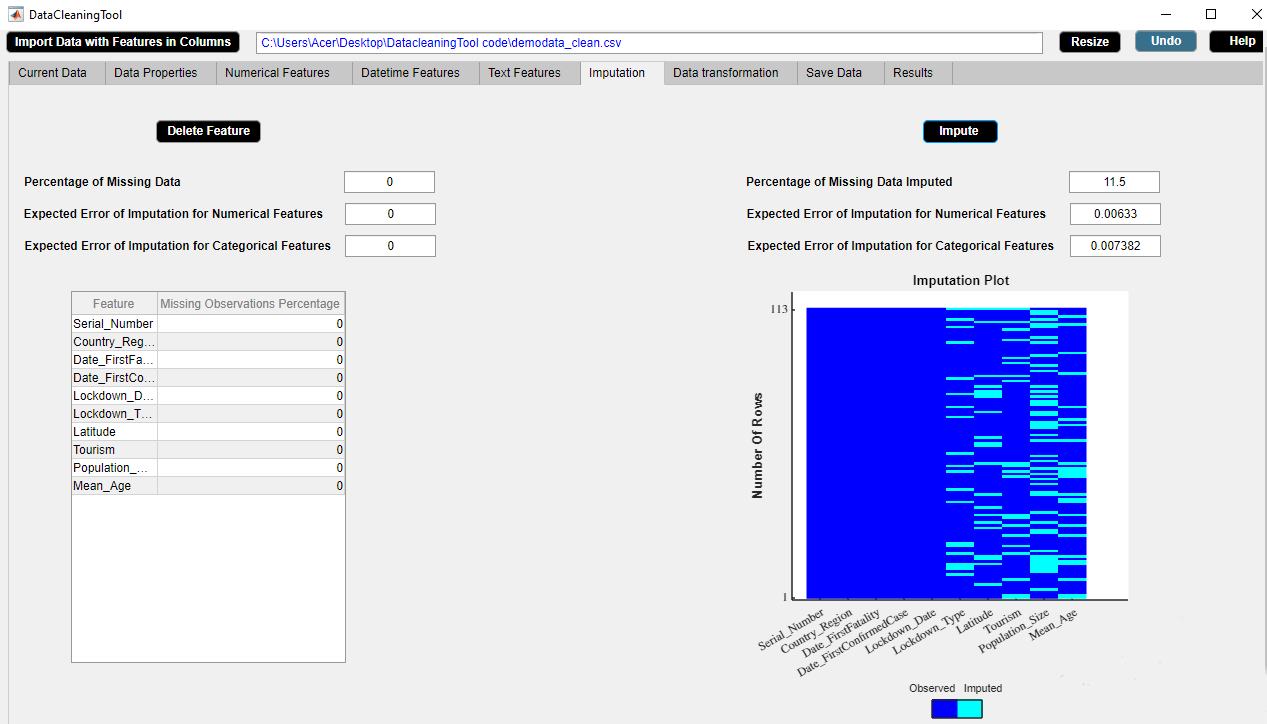 DataCleaningTool
Import Data with Features in Columns C:\Users\Acer\Desktop\DatacleaningTool code\demodata_clean.csv Resize Undo Help
Current Data Data Properties Numerical Features Datetime Features Text Features Imputation Data transformation Save Data Results
Delete Feature
Percentage of Missing Data 0
Expected Error of Imputation for Numerical Features 0
Expected Error of Imputation for Categorical Features 0
Feature Missing Observations Percentage
Serial_Number 0
Country_Reg... 0
Date_FirstFa... 0
Date_FirstCo... 0
Lockdown_D... 0
Lockdown_T... 0
Latitude 0
Tourism 0
Population_... 0
Mean_Age 0
Impute
Percentage of Missing Data Imputed 11.5
Expected Error of Imputation for Numerical Features 0.00633
Expected Error of Imputation for Categorical Features 0.007382
Imputation Plot
113
Number Of Rows
1
Serial_Number
Country_Region
Date_FirstFatality
Date_FirstConfirmedCase
Lockdown_Date
Lockdown_Type
Latitude
Tourism
Population_Size
Mean_Age
Observed Imputed